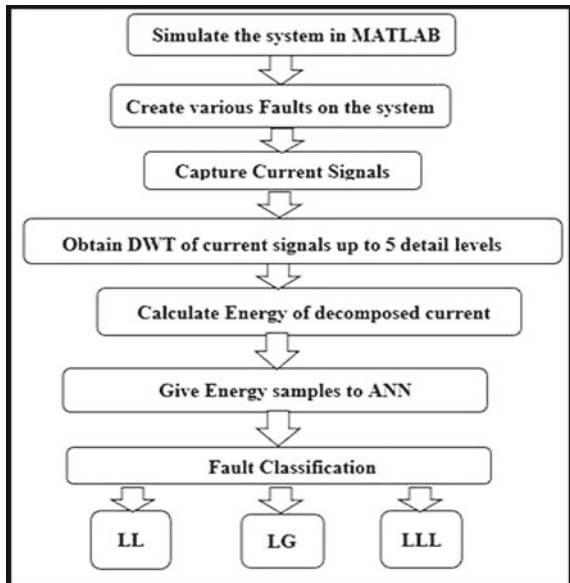 Simulate the system in MATLAB
Create various Faults on the system
Capture Current Signals
Obtain DWT of current signals up to 5 detail levels
Calculate Energy of decomposed current
Give Energy samples to ANN
Fault Classification
LL
LG
LLL